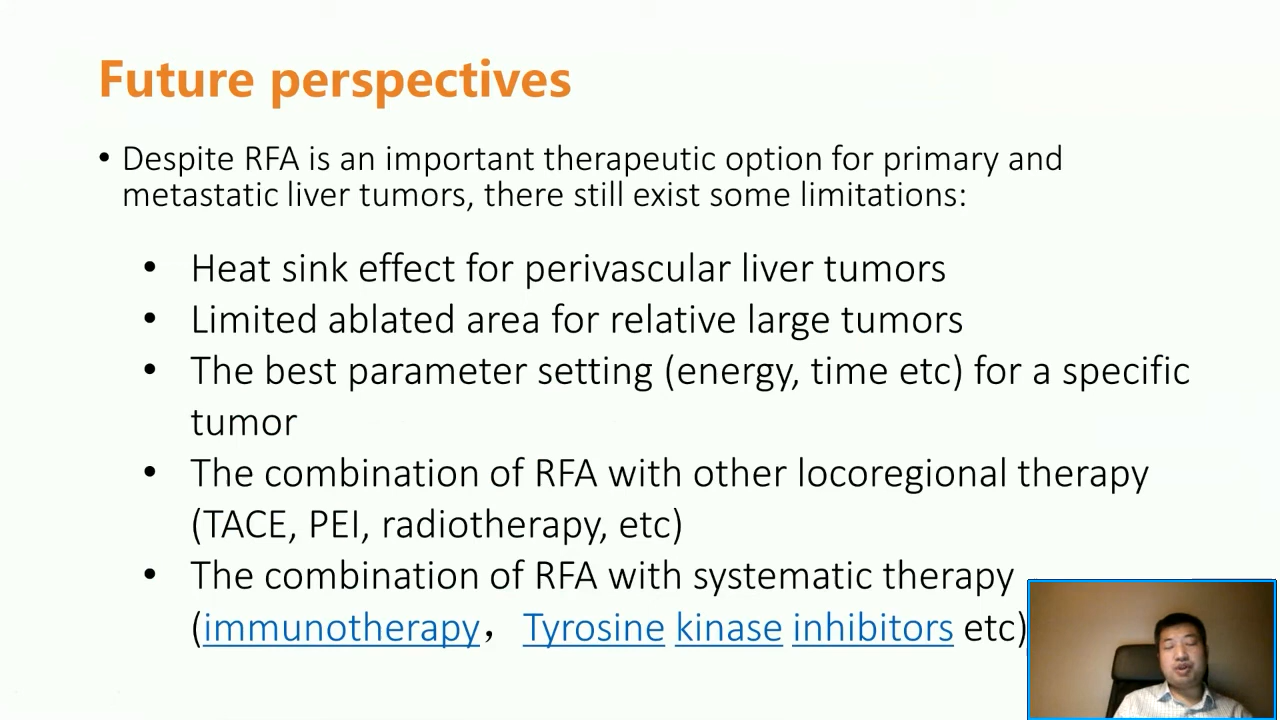 Future perspectives
• Despite RFA is an important therapeutic option for primary and
metastatic liver tumors, there still exist some limitations:
• Heat sink effect for perivascular liver tumors
• Limited ablated area for relative large tumors
• The best parameter setting (energy, time etc) for a specific
tumor
• The combination of RFA with other locoregional therapy
(TACE, PEI, radiotherapy, etc)
• The combination of RFA with systematic therapy
(immunotherapy， Tyrosine kinase inhibitors etc)